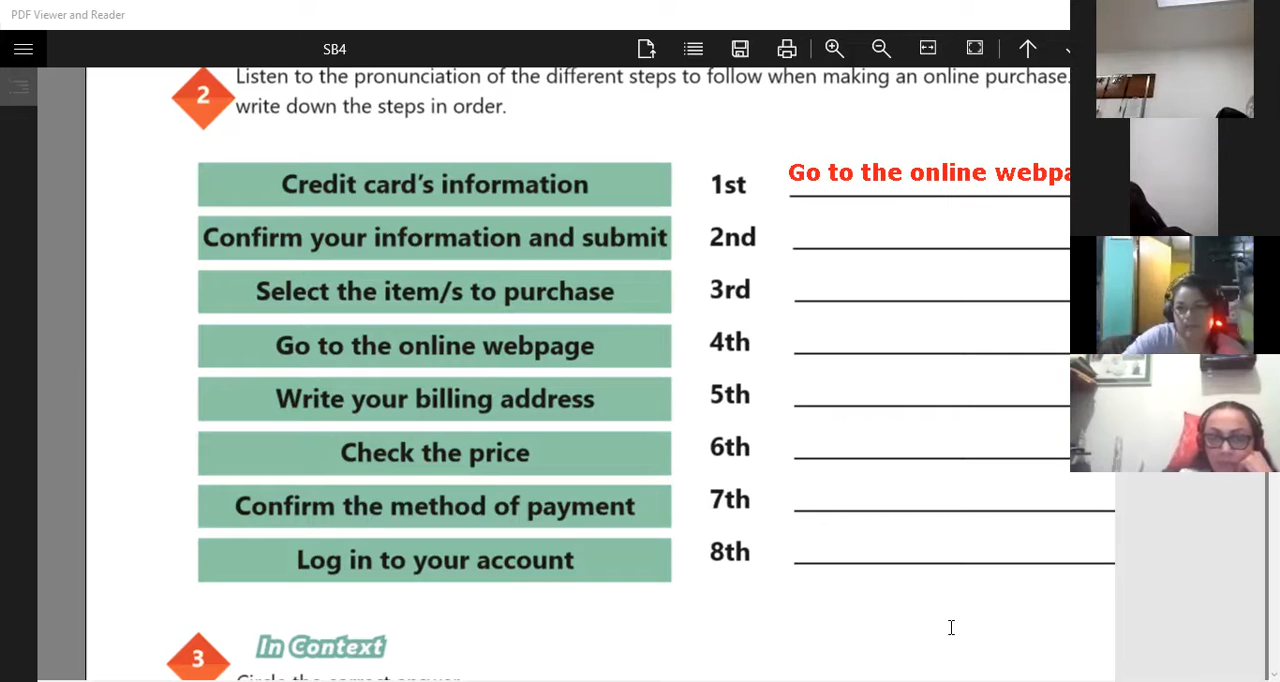 PDF Viewer and Reader
SB4
2
Listen to the pronunciation of the different steps to follow when making an online purchase.
write down the steps in order.
Credit card's information
1st
Go to the online
Confirm your information and submit
2nd
Select the item/s to purchase
3rd
Go to the online webpage
4th
Write your billing address
5th
Check the price
6th
Confirm the method of payment
7th
Log in to your account
8th
3
In Context
Circle the correct answer